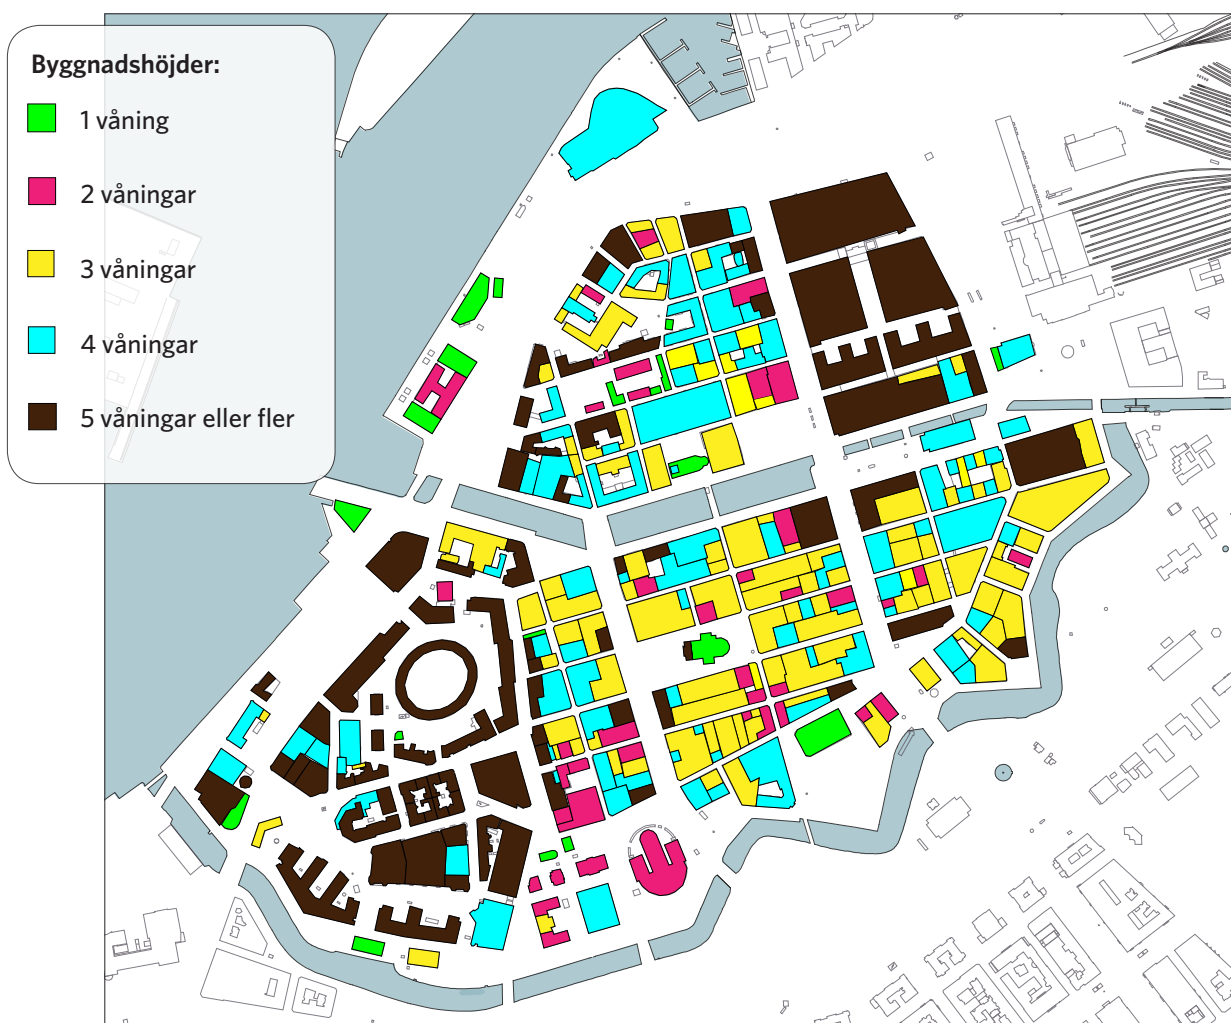 Byggnadshöjder:
1 våning
2 våningar
3 våningar
4 våningar
5 våningar eller fler